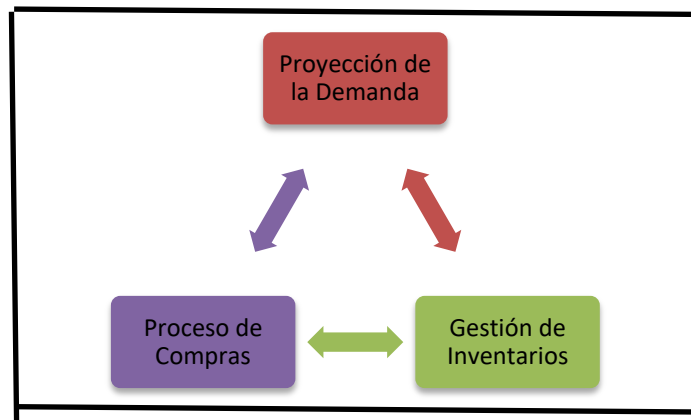 Proyección de
la Demanda
Proceso de
Compras
Gestión de
Inventarios